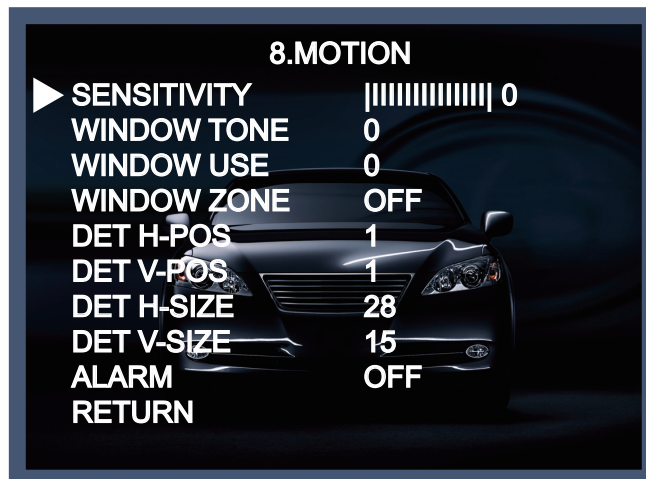 8.MOTION
SENSITIVITY |||||||||||||||| 0
WINDOW TONE 0
WINDOW USE 0
WINDOW ZONE OFF
DET H-POS 1
DET V-POS 1
DET H-SIZE 28
DET V-SIZE 15
ALARM OFF
RETURN